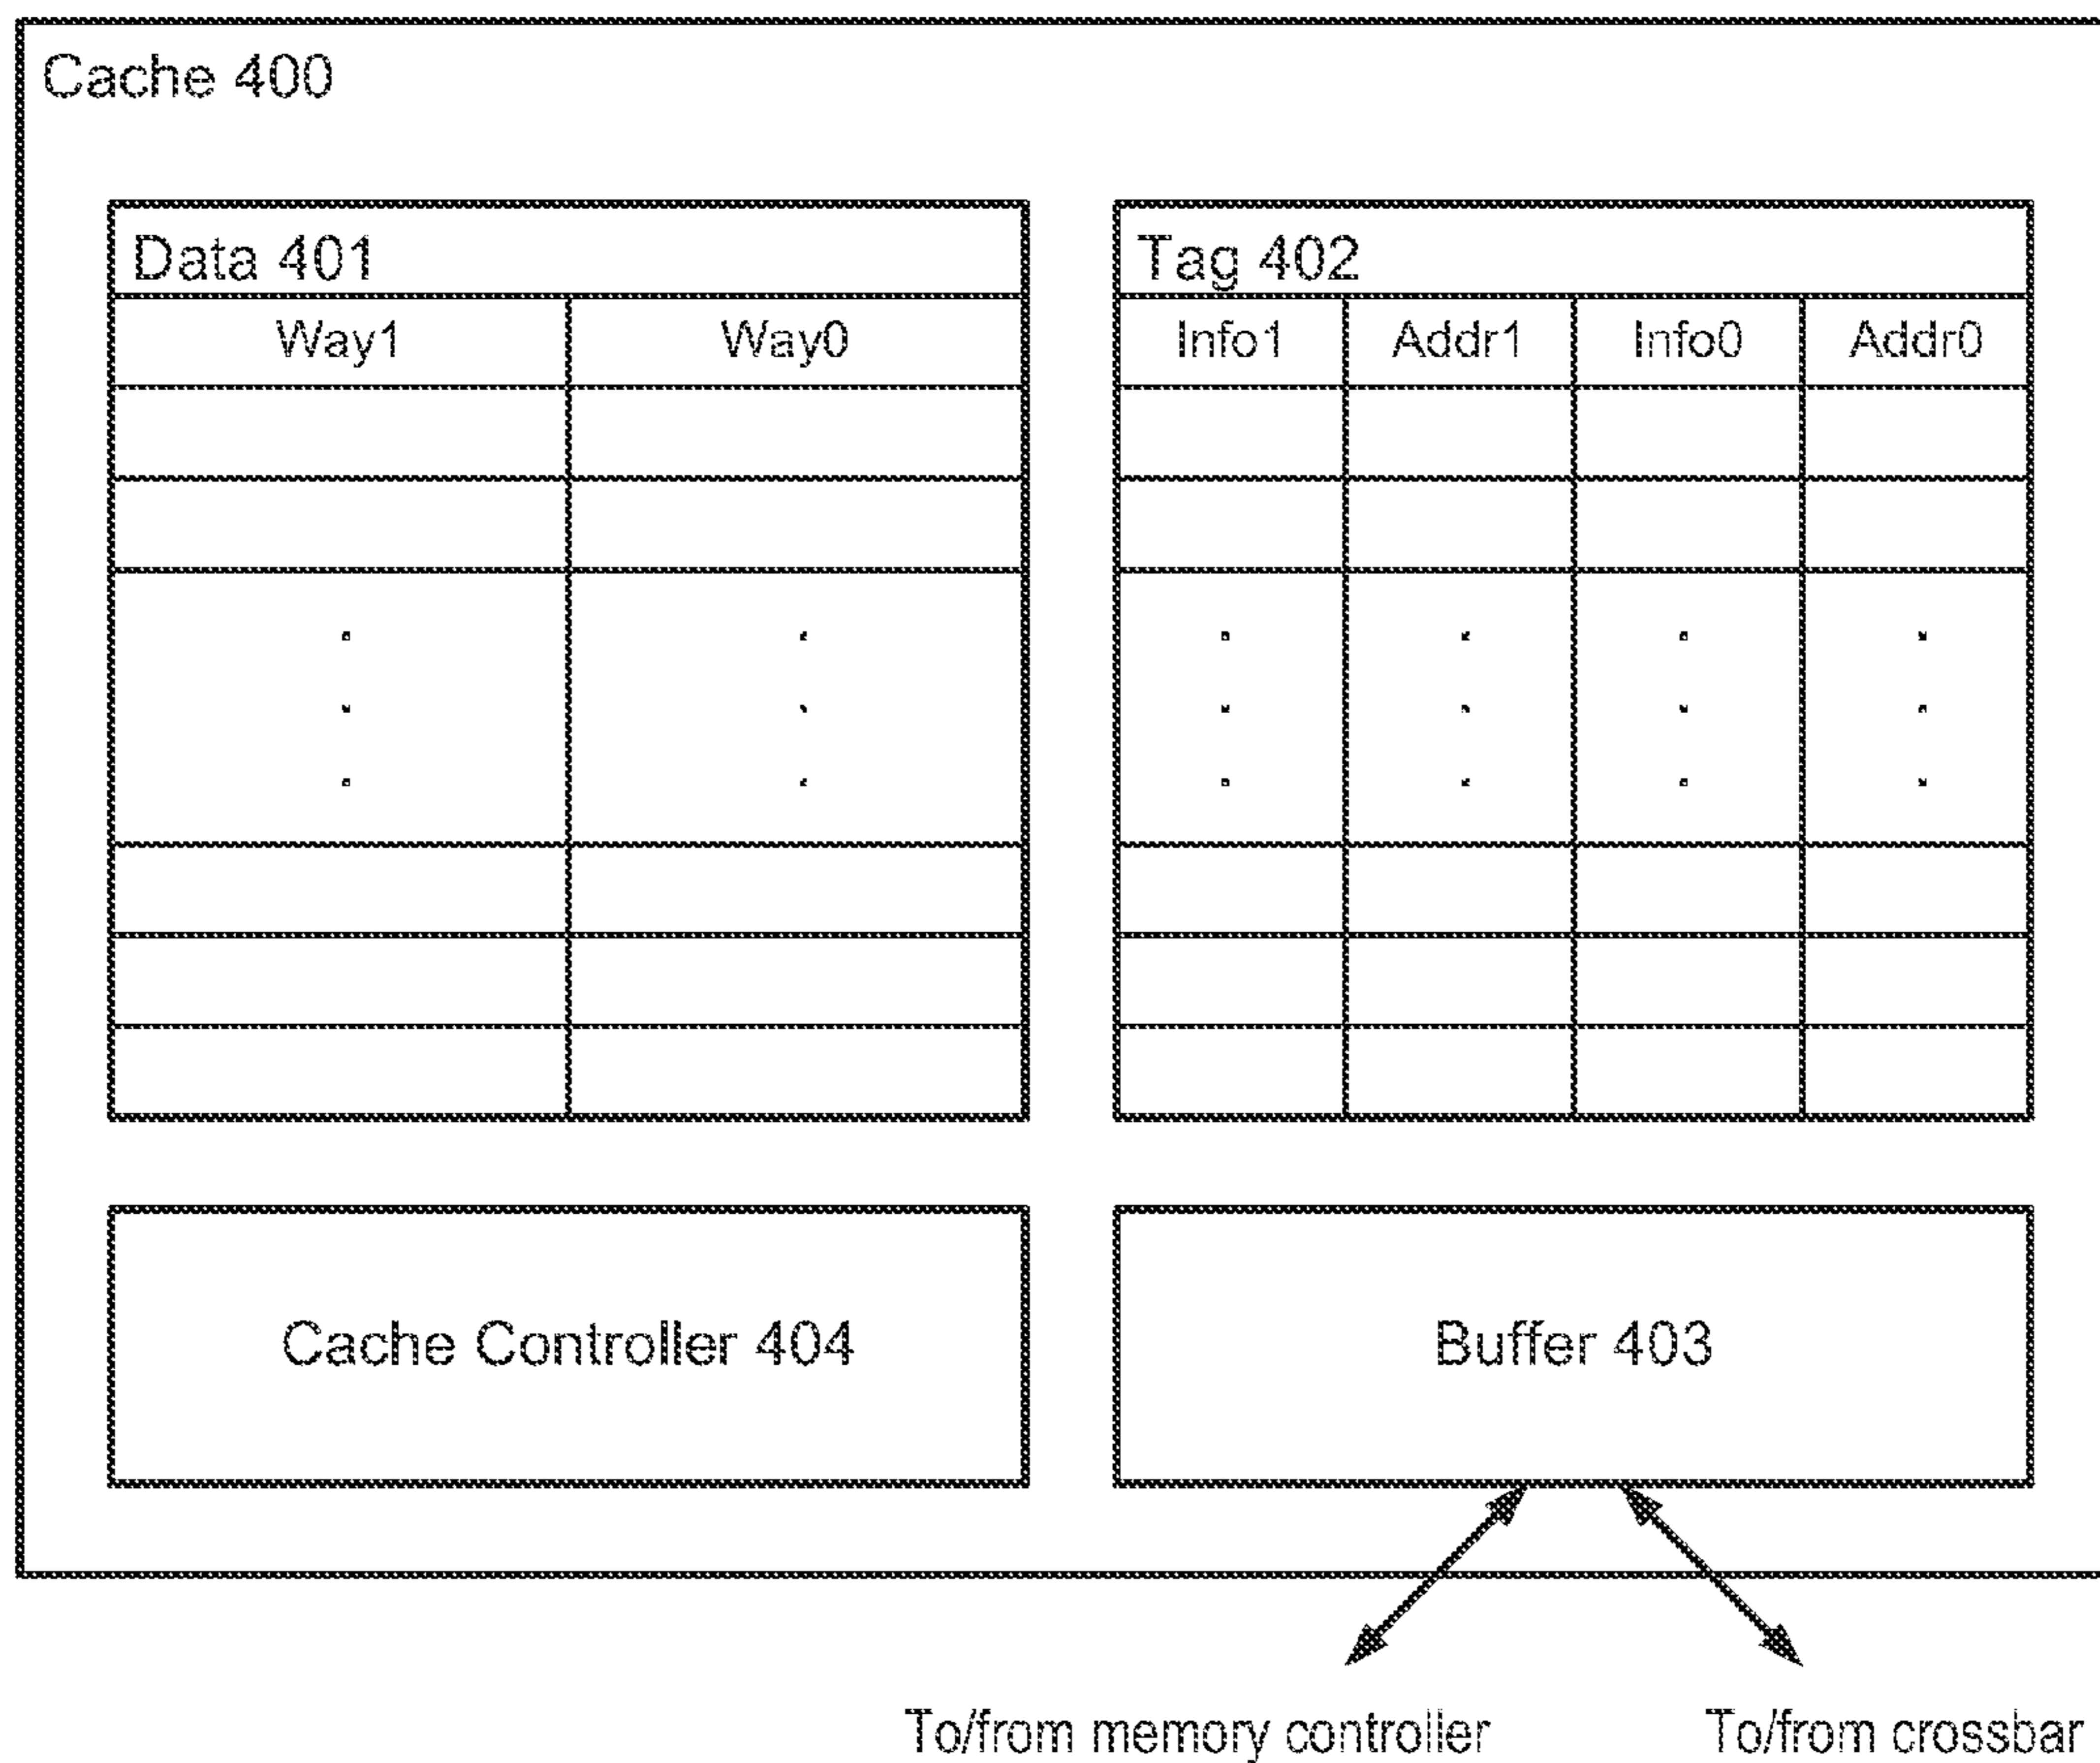 Cache 400
Data 401
Tag 402
Way1 Way0
Info1 Addr1 Info0 Addr0
Cache Controller 404
Buffer 403
To/from memory controller
To/from crossbar